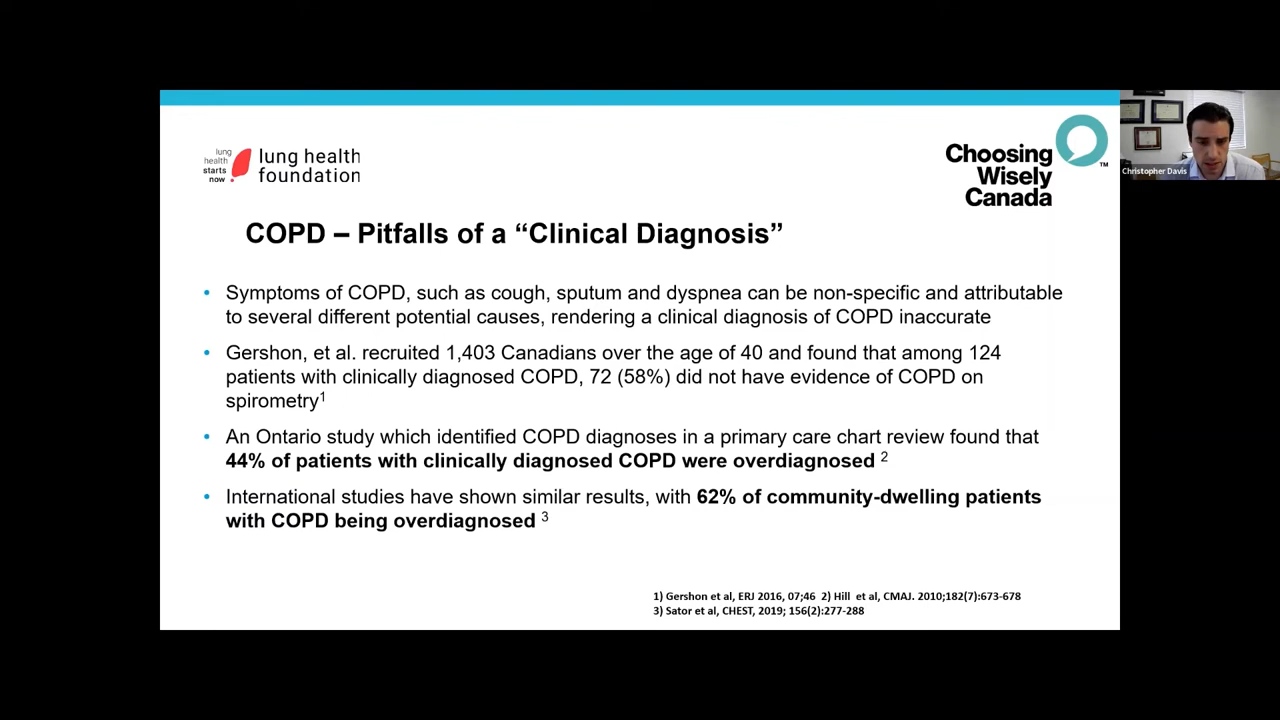 lung
health
starts
now
lung health
foundation
Choosing
Wisely
Canada
TM
Christopher Davis
COPD – Pitfalls of a “Clinical Diagnosis”
• Symptoms of COPD, such as cough, sputum and dyspnea can be non-specific and attributable
to several different potential causes, rendering a clinical diagnosis of COPD inaccurate
• Gershon, et al. recruited 1,403 Canadians over the age of 40 and found that among 124
patients with clinically diagnosed COPD, 72 (58%) did not have evidence of COPD on
spirometry1
• An Ontario study which identified COPD diagnoses in a primary care chart review found that
44% of patients with clinically diagnosed COPD were overdiagnosed 2
• International studies have shown similar results, with 62% of community-dwelling patients
with COPD being overdiagnosed 3
1) Gershon et al, ERJ 2016, 07;46 2) Hill et al, CMAJ. 2010;182(7):673-678
3) Sator et al, CHEST, 2019; 156(2):277-288